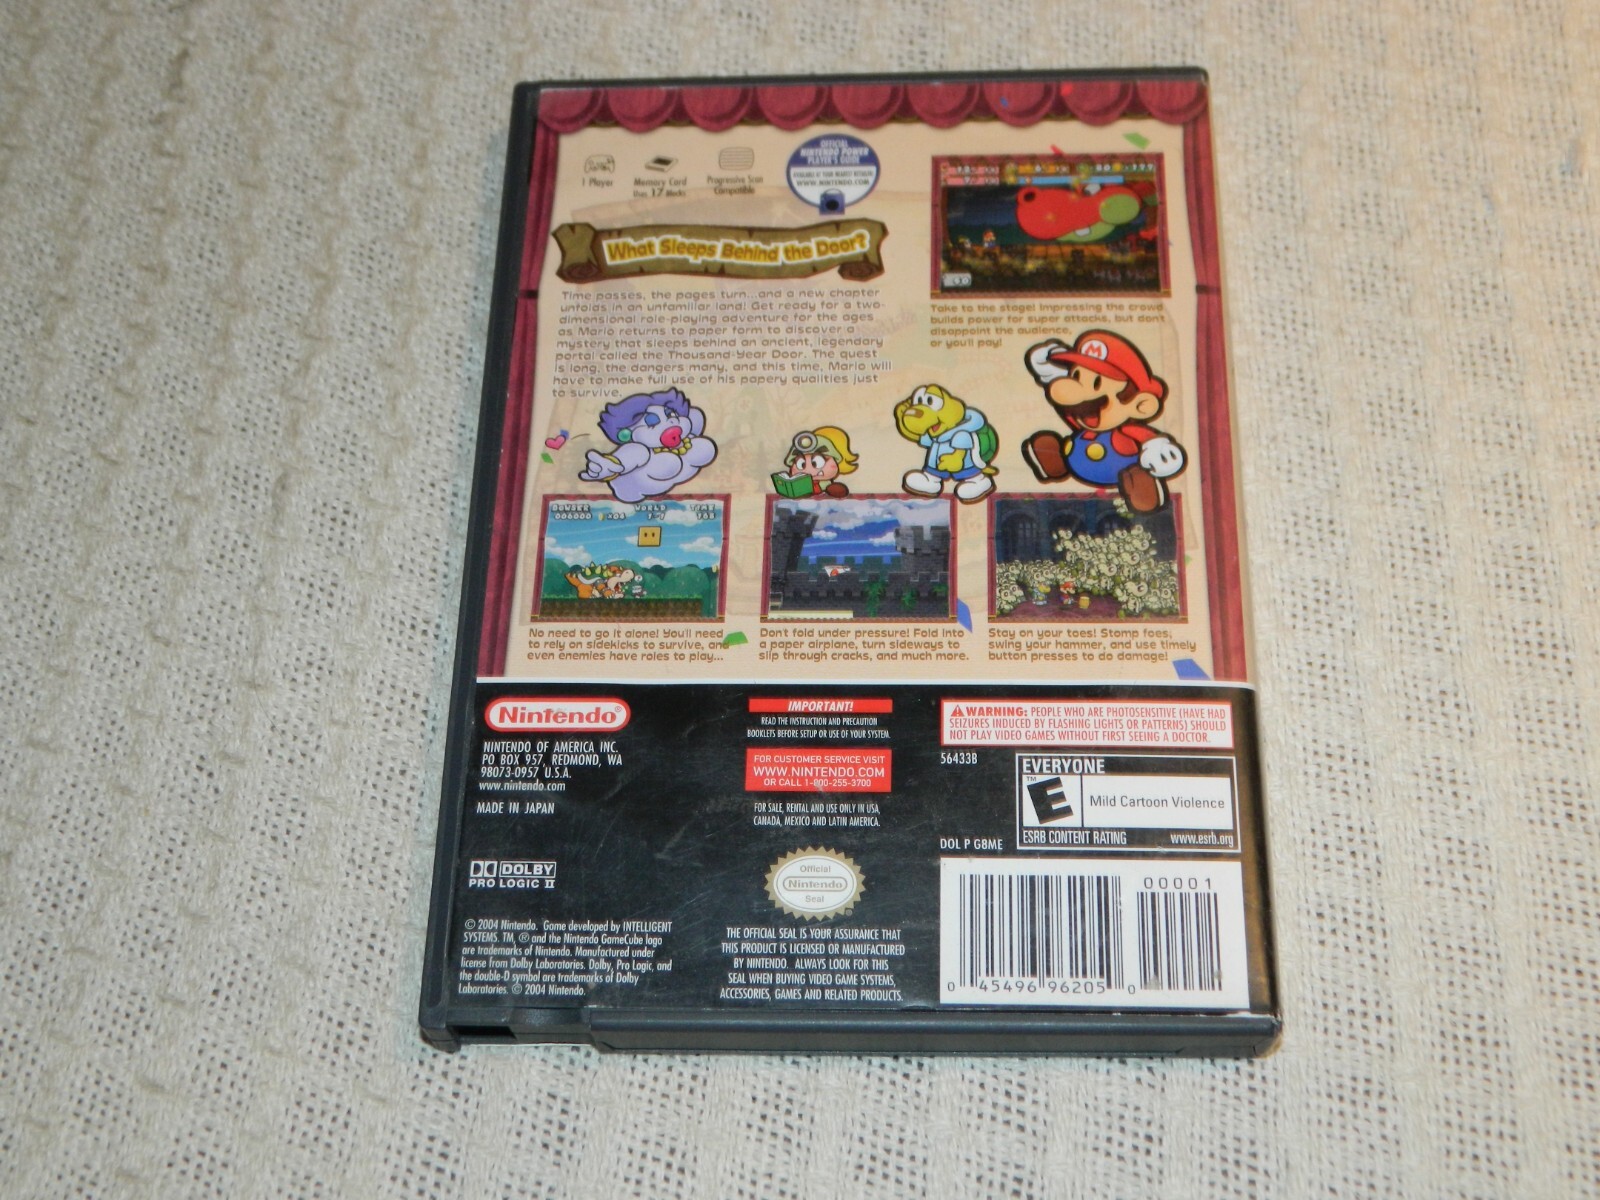 1 Player
Memory Card
Uses 17 Blocks
Progressive Scan
Compatible
OFFICIAL
NINTENDO POWER
PLAYER'S GUIDE
AVAILABLE AT YOUR NEAREST RETAILER!
WWW.NINTENDO.COM
What Sleeps Behind the Door?
Time passes, the pages turn...and a new chapter
unfolds in an unfamiliar land! Get ready for a two-
dimensional role-playing adventure for the ages
as Mario returns to paper form to discover a
mystery that sleeps behind an ancient, legendary
portal called the Thousand-Year Door. The quest
is long, the dangers many, and this time, Mario will
have to make full use of his papery qualities just
to survive.
Take to the stage! Impressing the crowd
builds power for super attacks, but don't
disappoint the audience,
or you'll pay!
M
BOWSER WORLD TIME
No need to go it alone! You'll need
to rely on sidekicks to survive, and
even enemies have roles to play...
Don't fold under pressure! Fold into
a paper airplane, turn sideways to
slip through cracks, and much more.
Stay on your toes! Stomp foes,
swing your hammer, and use timely
button presses to do damage!
Nintendo®
NINTENDO OF AMERICA INC.
PO BOX 957, REDMOND, WA
98073-0957 U.S.A.
www.nintendo.com
MADE IN JAPAN
IMPORTANT!
READ THE INSTRUCTION AND PRECAUTION
BOOKLETS BEFORE SETUP OR USE OF YOUR SYSTEM.
FOR CUSTOMER SERVICE VISIT
WWW.NINTENDO.COM
OR CALL 1-800-255-3700
FOR SALE, RENTAL AND USE ONLY IN USA,
CANADA, MEXICO AND LATIN AMERICA.
WARNING: PEOPLE WHO ARE PHOTOSENSITIVE (HAVE HAD
SEIZURES INDUCED BY FLASHING LIGHTS OR PATTERNS) SHOULD
NOT PLAY VIDEO GAMES WITHOUT FIRST SEEING A DOCTOR.
56433B
EVERYONE
E™
Mild Cartoon Violence
ESRB CONTENT RATING www.esrb.org
DOL P G8ME
DOLBY
PRO LOGIC II
Official
Nintendo
Seal
© 2004 Nintendo. Game developed by INTELLIGENT
SYSTEMS. TM, ® and the Nintendo GameCube logo
are trademarks of Nintendo. Manufactured under
license from Dolby Laboratories. Dolby, Pro Logic, and
the double-D symbol are trademarks of Dolby
Laboratories. © 2004 Nintendo.
THE OFFICIAL SEAL IS YOUR ASSURANCE THAT
THIS PRODUCT IS LICENSED OR MANUFACTURED
BY NINTENDO. ALWAYS LOOK FOR THIS
SEAL WHEN BUYING VIDEO GAME SYSTEMS,
ACCESSORIES, GAMES AND RELATED PRODUCTS.
00001
0 45496 96205 0